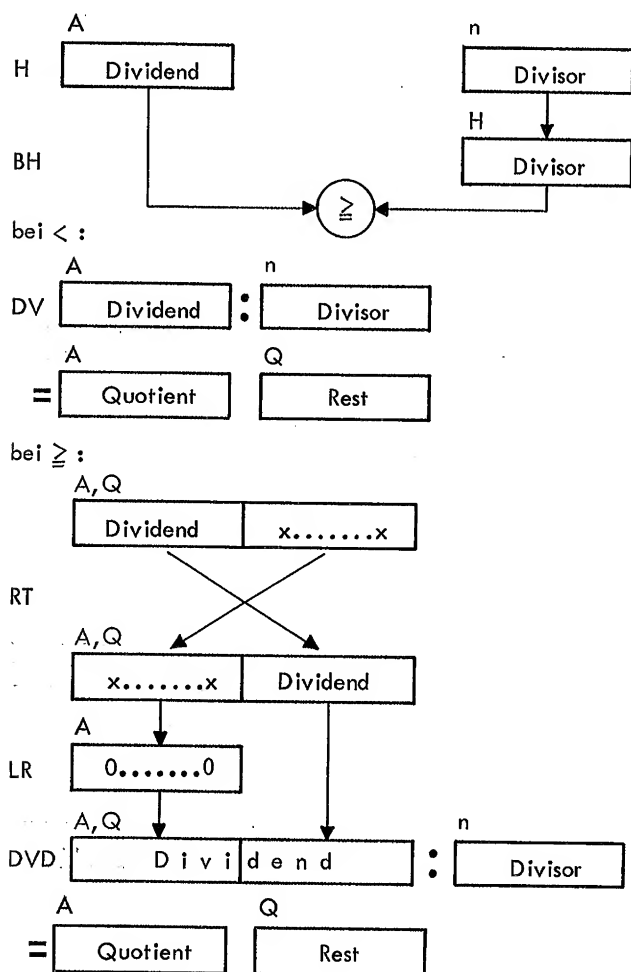 A n
H Dividend Divisor
H
BH Divisor
≧
bei < :
A n
DV Dividend : Divisor
A Q
= Quotient Rest
bei ≧ :
A,Q
Dividend x.......x
RT
A,Q
x.......x Dividend
A
LR 0.......0
A,Q n
DVD Dividend : Divisor
A Q
= Quotient Rest